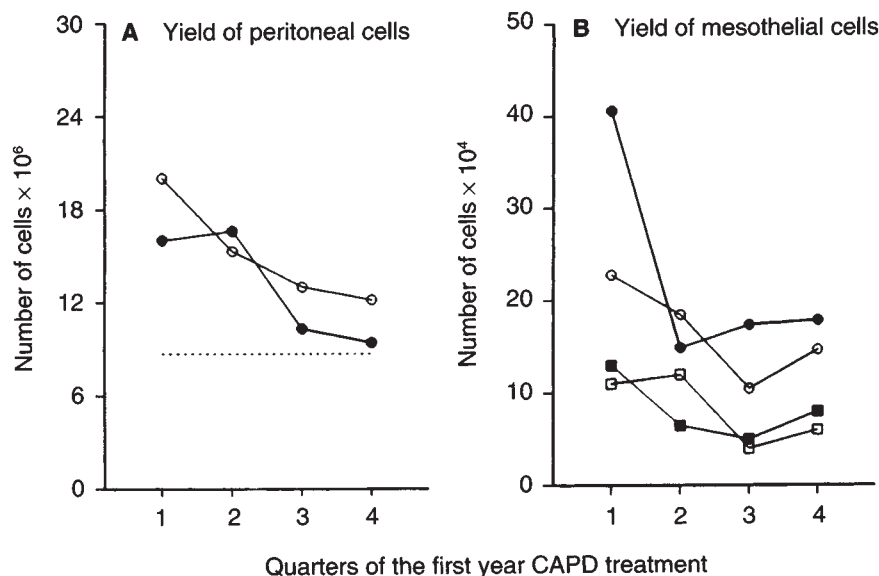 A Yield of peritoneal cells
Number of cells × 10⁶
30
24
18
12
6
0
1 2 3 4
B Yield of mesothelial cells
Number of cells × 10⁴
50
40
30
20
10
0
1 2 3 4
Quarters of the first year CAPD treatment